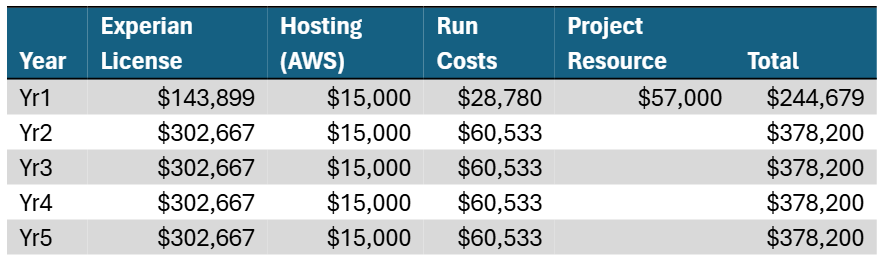 Year Experian License Hosting (AWS) Run Costs Project Resource Total
Yr1 $143,899 $15,000 $28,780 $57,000 $244,679
Yr2 $302,667 $15,000 $60,533 $378,200
Yr3 $302,667 $15,000 $60,533 $378,200
Yr4 $302,667 $15,000 $60,533 $378,200
Yr5 $302,667 $15,000 $60,533 $378,200